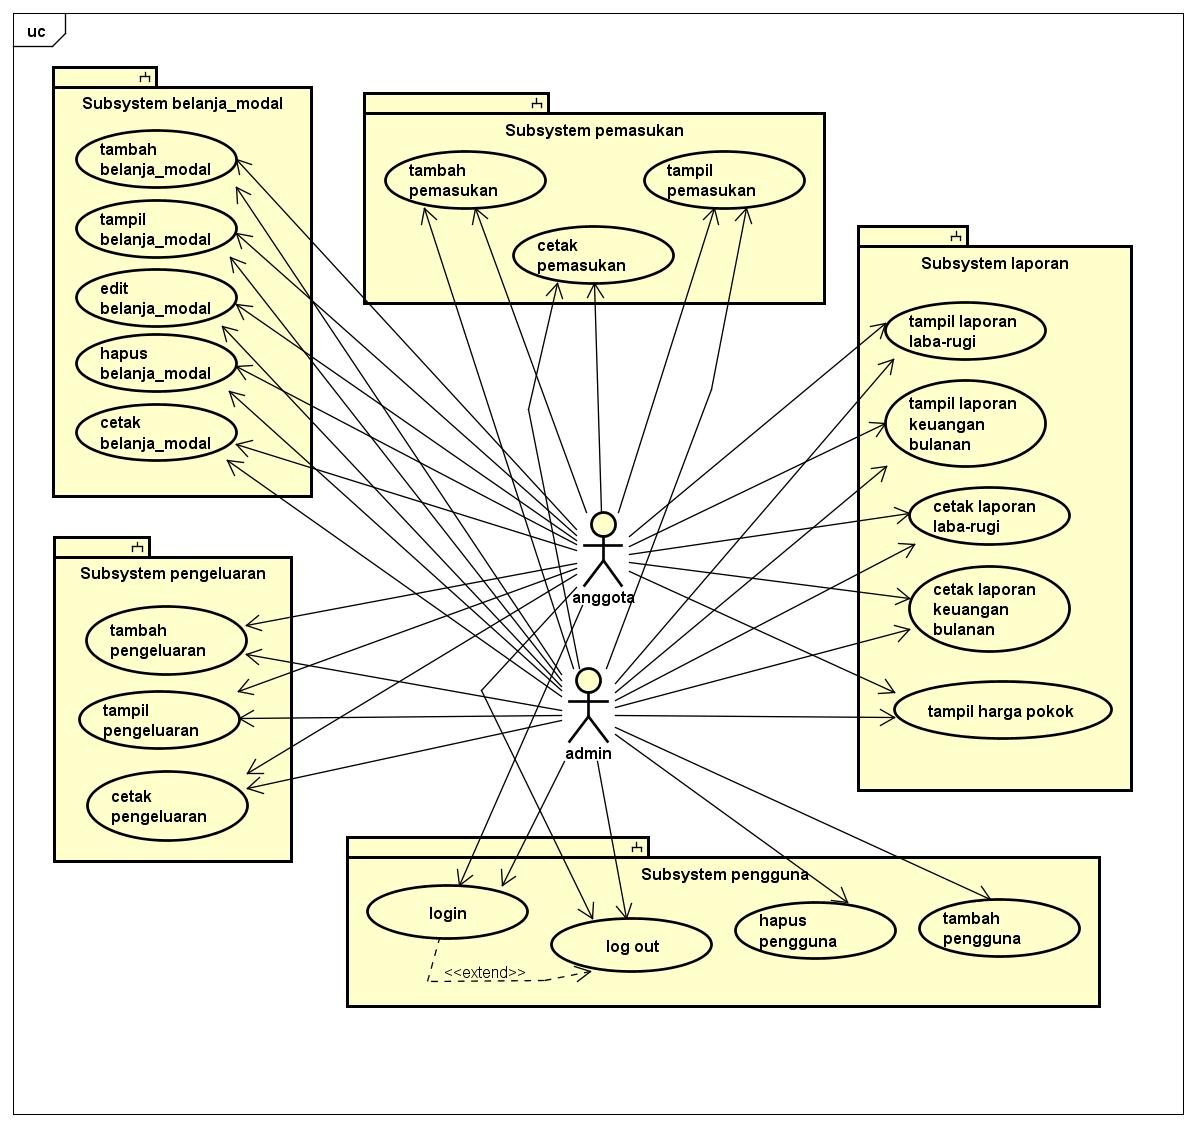 uc
Subsystem belanja_modal
tambah
belanja_modal
tampil
belanja_modal
edit
belanja_modal
hapus
belanja_modal
cetak
belanja_modal
Subsystem pemasukan
tambah
pemasukan
tampil
pemasukan
cetak
pemasukan
Subsystem laporan
tampil laporan
laba-rugi
tampil laporan
keuangan
bulanan
cetak laporan
laba-rugi
cetak laporan
keuangan
bulanan
tampil harga pokok
anggota
admin
Subsystem pengeluaran
tambah
pengeluaran
tampil
pengeluaran
cetak
pengeluaran
Subsystem pengguna
login
log out
hapus
pengguna
tambah
pengguna
<<extend>>